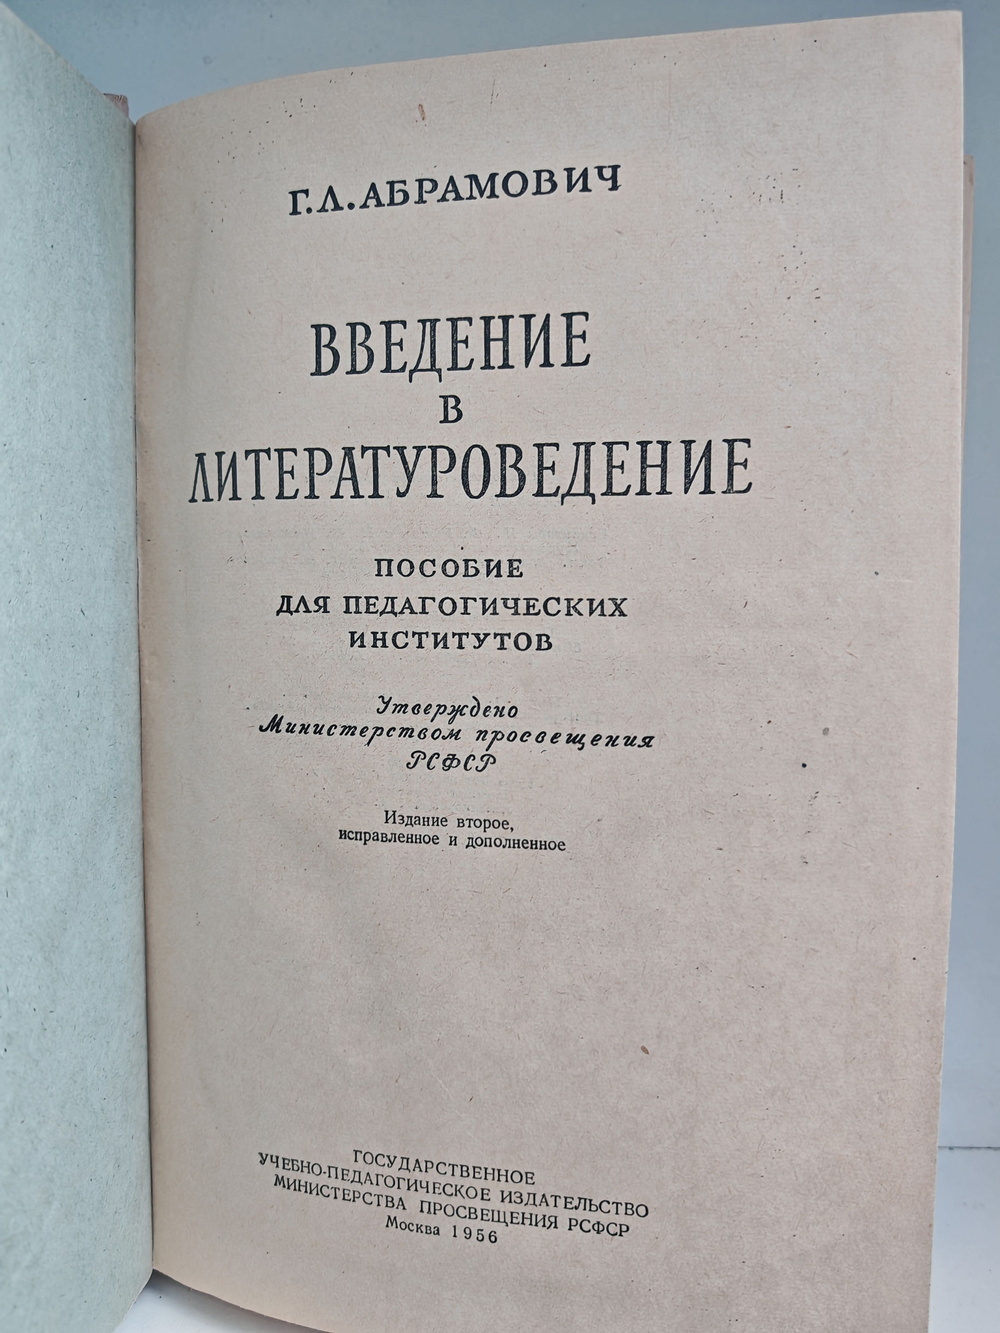 Г. Л. АБРАМОВИЧ
ВВЕДЕНИЕ
В
ЛИТЕРАТУРОВЕДЕНИЕ
ПОСОБИЕ
ДЛЯ ПЕДАГОГИЧЕСКИХ
ИНСТИТУТОВ
Утверждено
Министерством просвещения
РСФСР
Издание второе,
исправленное и дополненное
ГОСУДАРСТВЕННОЕ
УЧЕБНО-ПЕДАГОГИЧЕСКОЕ ИЗДАТЕЛЬСТВО
МИНИСТЕРСТВА ПРОСВЕЩЕНИЯ РСФСР
Москва 1956